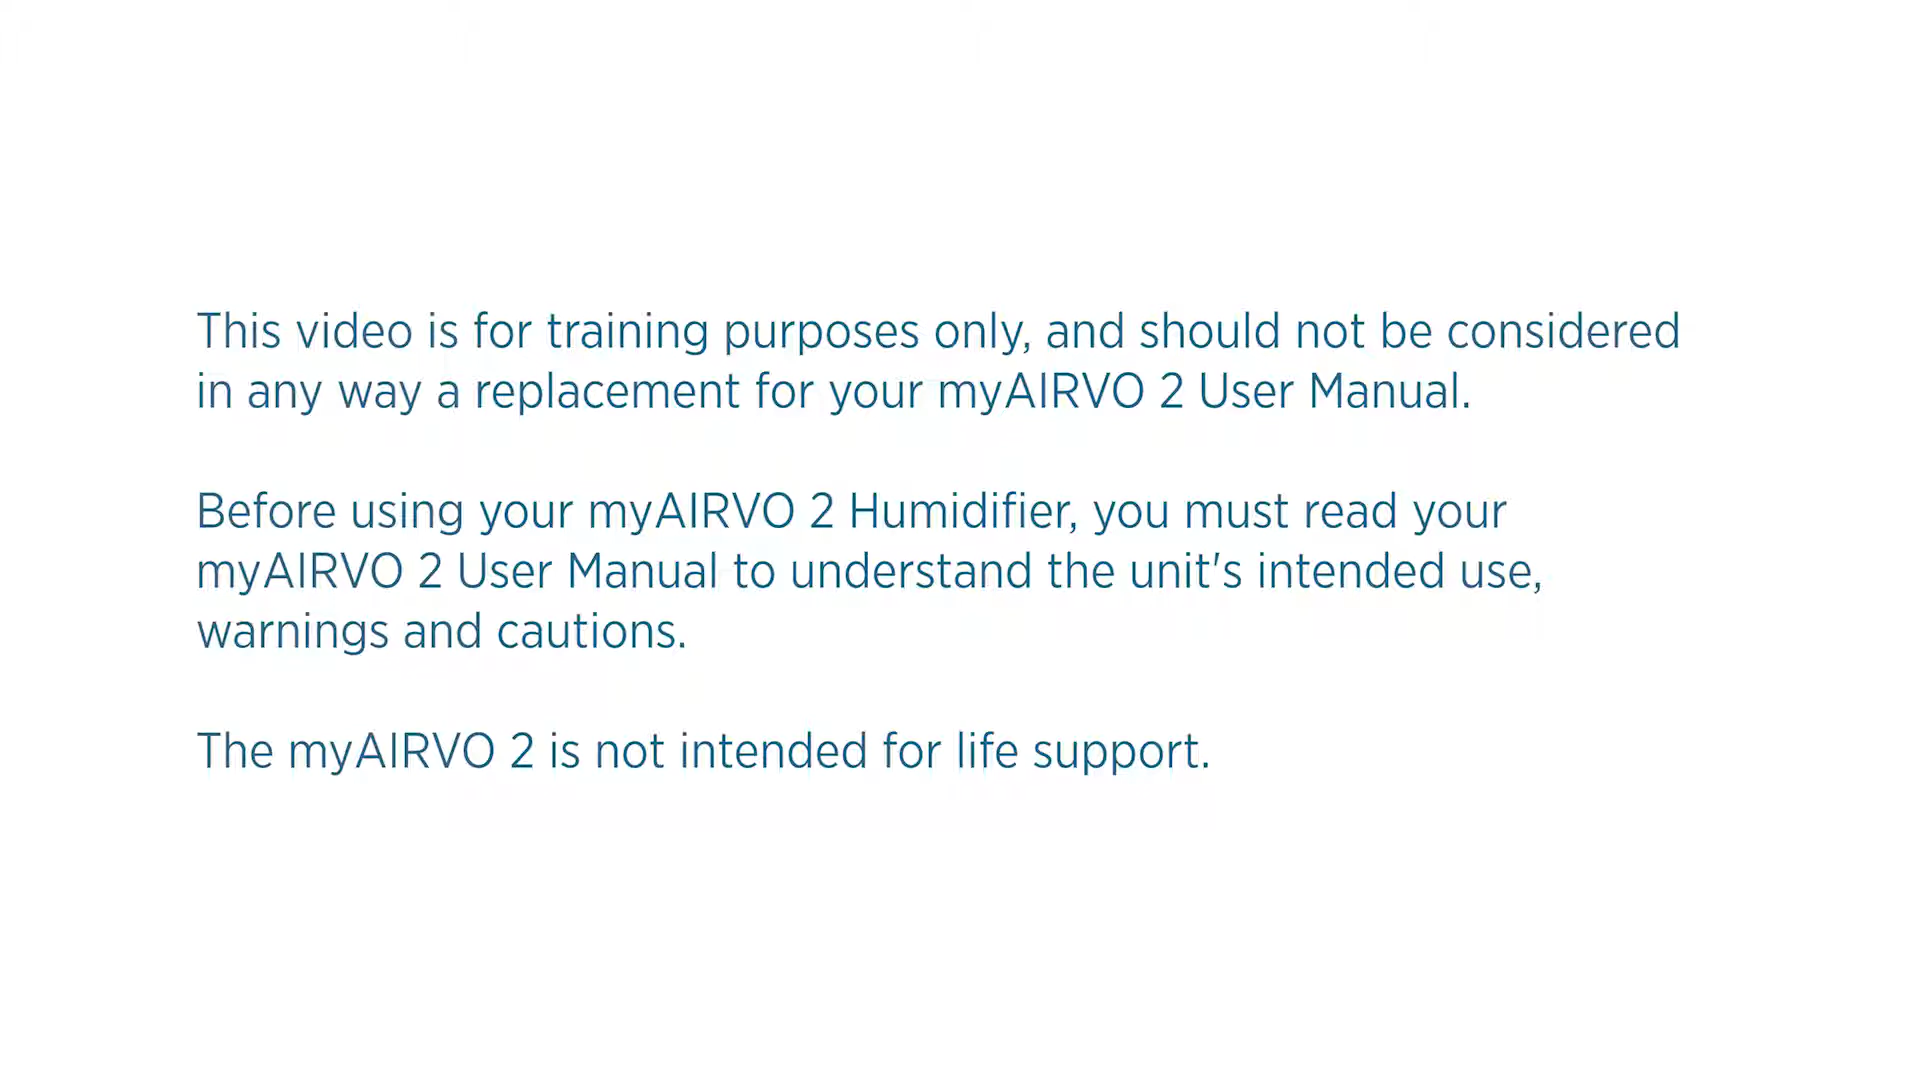 This video is for training purposes only, and should not be considered
in any way a replacement for your myAIRVO 2 User Manual.
Before using your myAIRVO 2 Humidifier, you must read your
myAIRVO 2 User Manual to understand the unit's intended use,
warnings and cautions.
The myAIRVO 2 is not intended for life support.